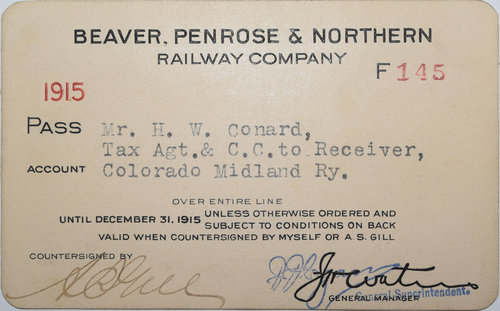 BEAVER, PENROSE & NORTHERN
RAILWAY COMPANY
F 145
1915
PASS Mr. H. W. Conard,
Tax Agt.& C.C.to Receiver,
ACCOUNT Colorado Midland Ry.
OVER ENTIRE LINE
UNTIL DECEMBER 31, 1915 UNLESS OTHERWISE ORDERED AND
SUBJECT TO CONDITIONS ON BACK
VALID WHEN COUNTERSIGNED BY MYSELF OR A. S. GILL
COUNTERSIGNED BY
GENERAL MANAGER
General Superintendent.